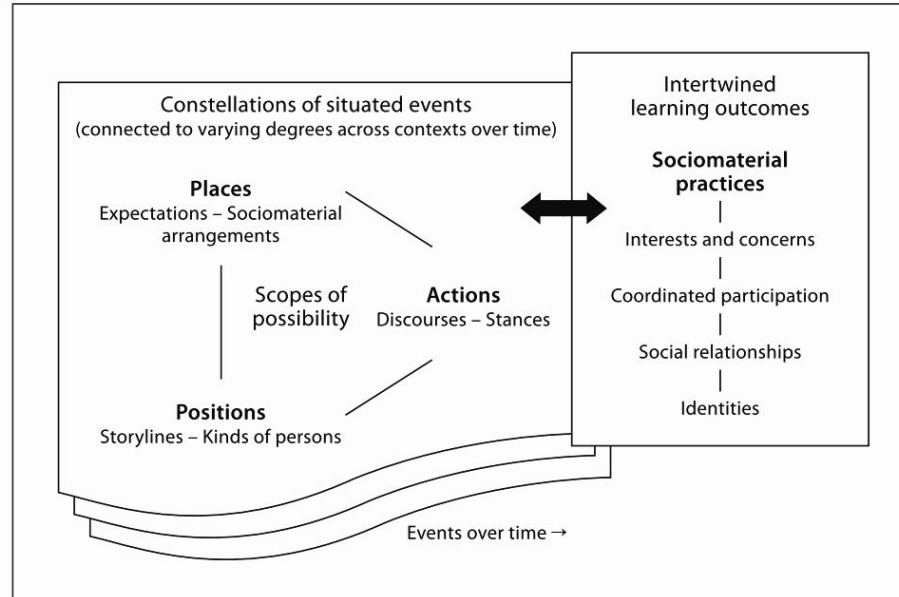 Constellations of situated events
(connected to varying degrees across contexts over time)
Places
Expectations – Sociomaterial
arrangements
Scopes of
possibility
Actions
Discourses – Stances
Positions
Storylines – Kinds of persons
Events over time →
Intertwined
learning outcomes
Sociomaterial
practices
Interests and concerns
Coordinated participation
Social relationships
Identities